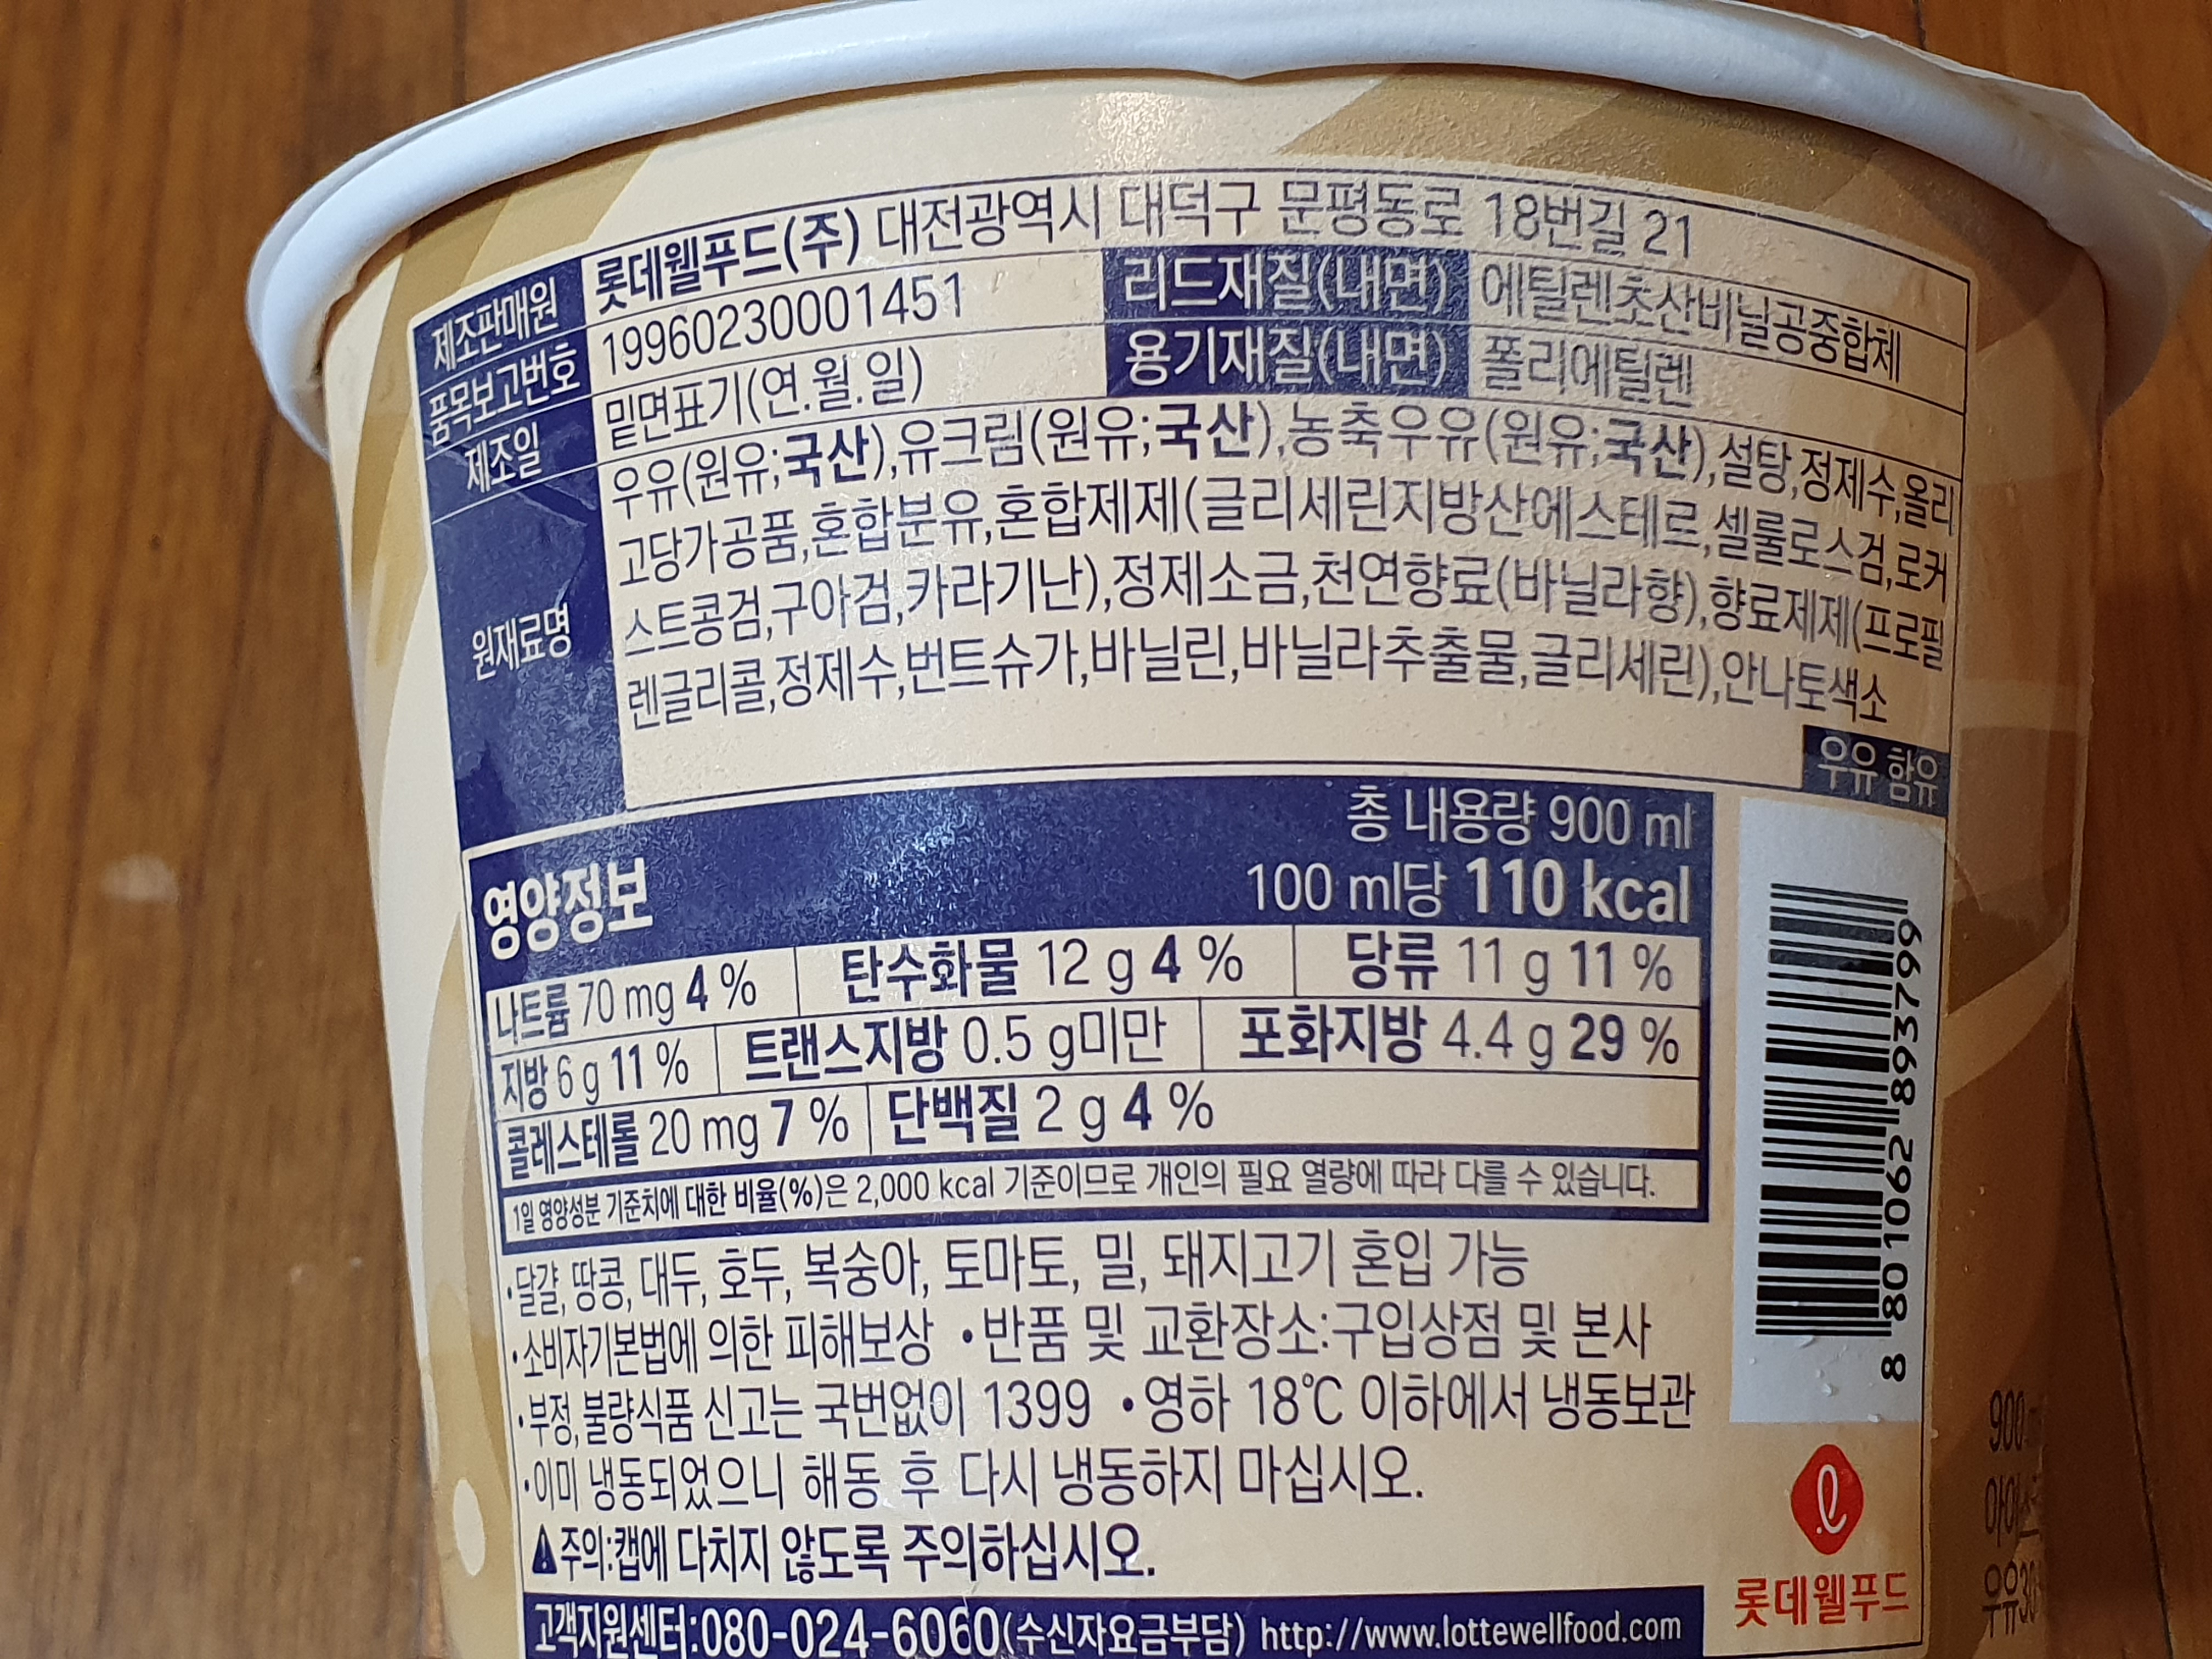 제조판매원 롯데웰푸드(주) 대전광역시 대덕구 문평동로 18번길 21
품목보고번호 19960230001451 리드재질(내면) 에틸렌초산비닐공중합체
제조일 밑면표기(연.월.일) 용기재질(내면) 폴리에틸렌
원재료명
우유(원유;국산),유크림(원유;국산),농축우유(원유;국산),설탕,정제수,올리
고당가공품,혼합분유,혼합제제(글리세린지방산에스테르,셀룰로스검,로커
스트콩검,구아검,카라기난),정제소금,천연향료(바닐라향),향료제제(프로필
렌글리콜,정제수,번트슈가,바닐린,바닐라추출물,글리세린),안나토색소
우유 함유
영양정보
총 내용량 900 ml
100 ml당 110 kcal
나트륨 70 mg 4 % 탄수화물 12 g 4 % 당류 11 g 11 %
지방 6 g 11 % 트랜스지방 0.5 g미만 포화지방 4.4 g 29 %
콜레스테롤 20 mg 7 % 단백질 2 g 4 %
1일 영양성분 기준치에 대한 비율(%)은 2,000 kcal 기준이므로 개인의 필요 열량에 따라 다를 수 있습니다.
•달걀, 땅콩, 대두, 호두, 복숭아, 토마토, 밀, 돼지고기 혼입 가능
•소비자기본법에 의한 피해보상 •반품 및 교환장소:구입상점 및 본사
•부정,불량식품 신고는 국번없이 1399 •영하 18℃ 이하에서 냉동보관
•이미 냉동되었으니 해동 후 다시 냉동하지 마십시오.
⚠주의:캡에 다치지 않도록 주의하십시오.
고객지원센터:080-024-6060(수신자요금부담) http://www.lottewellfood.com
8 801062 893799
롯데웰푸드
900